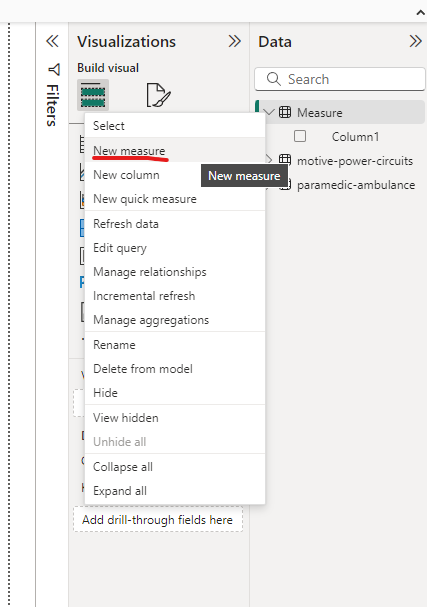 Visualizations
Data
Build visual
Filters
Search
Select
New measure
New column
New quick measure
Refresh data
Edit query
Manage relationships
Incremental refresh
Manage aggregations
Rename
Delete from model
Hide
View hidden
Unhide all
Collapse all
Expand all
Add drill-through fields here
New measure
Measure
Column1
motive-power-circuits
paramedic-ambulance